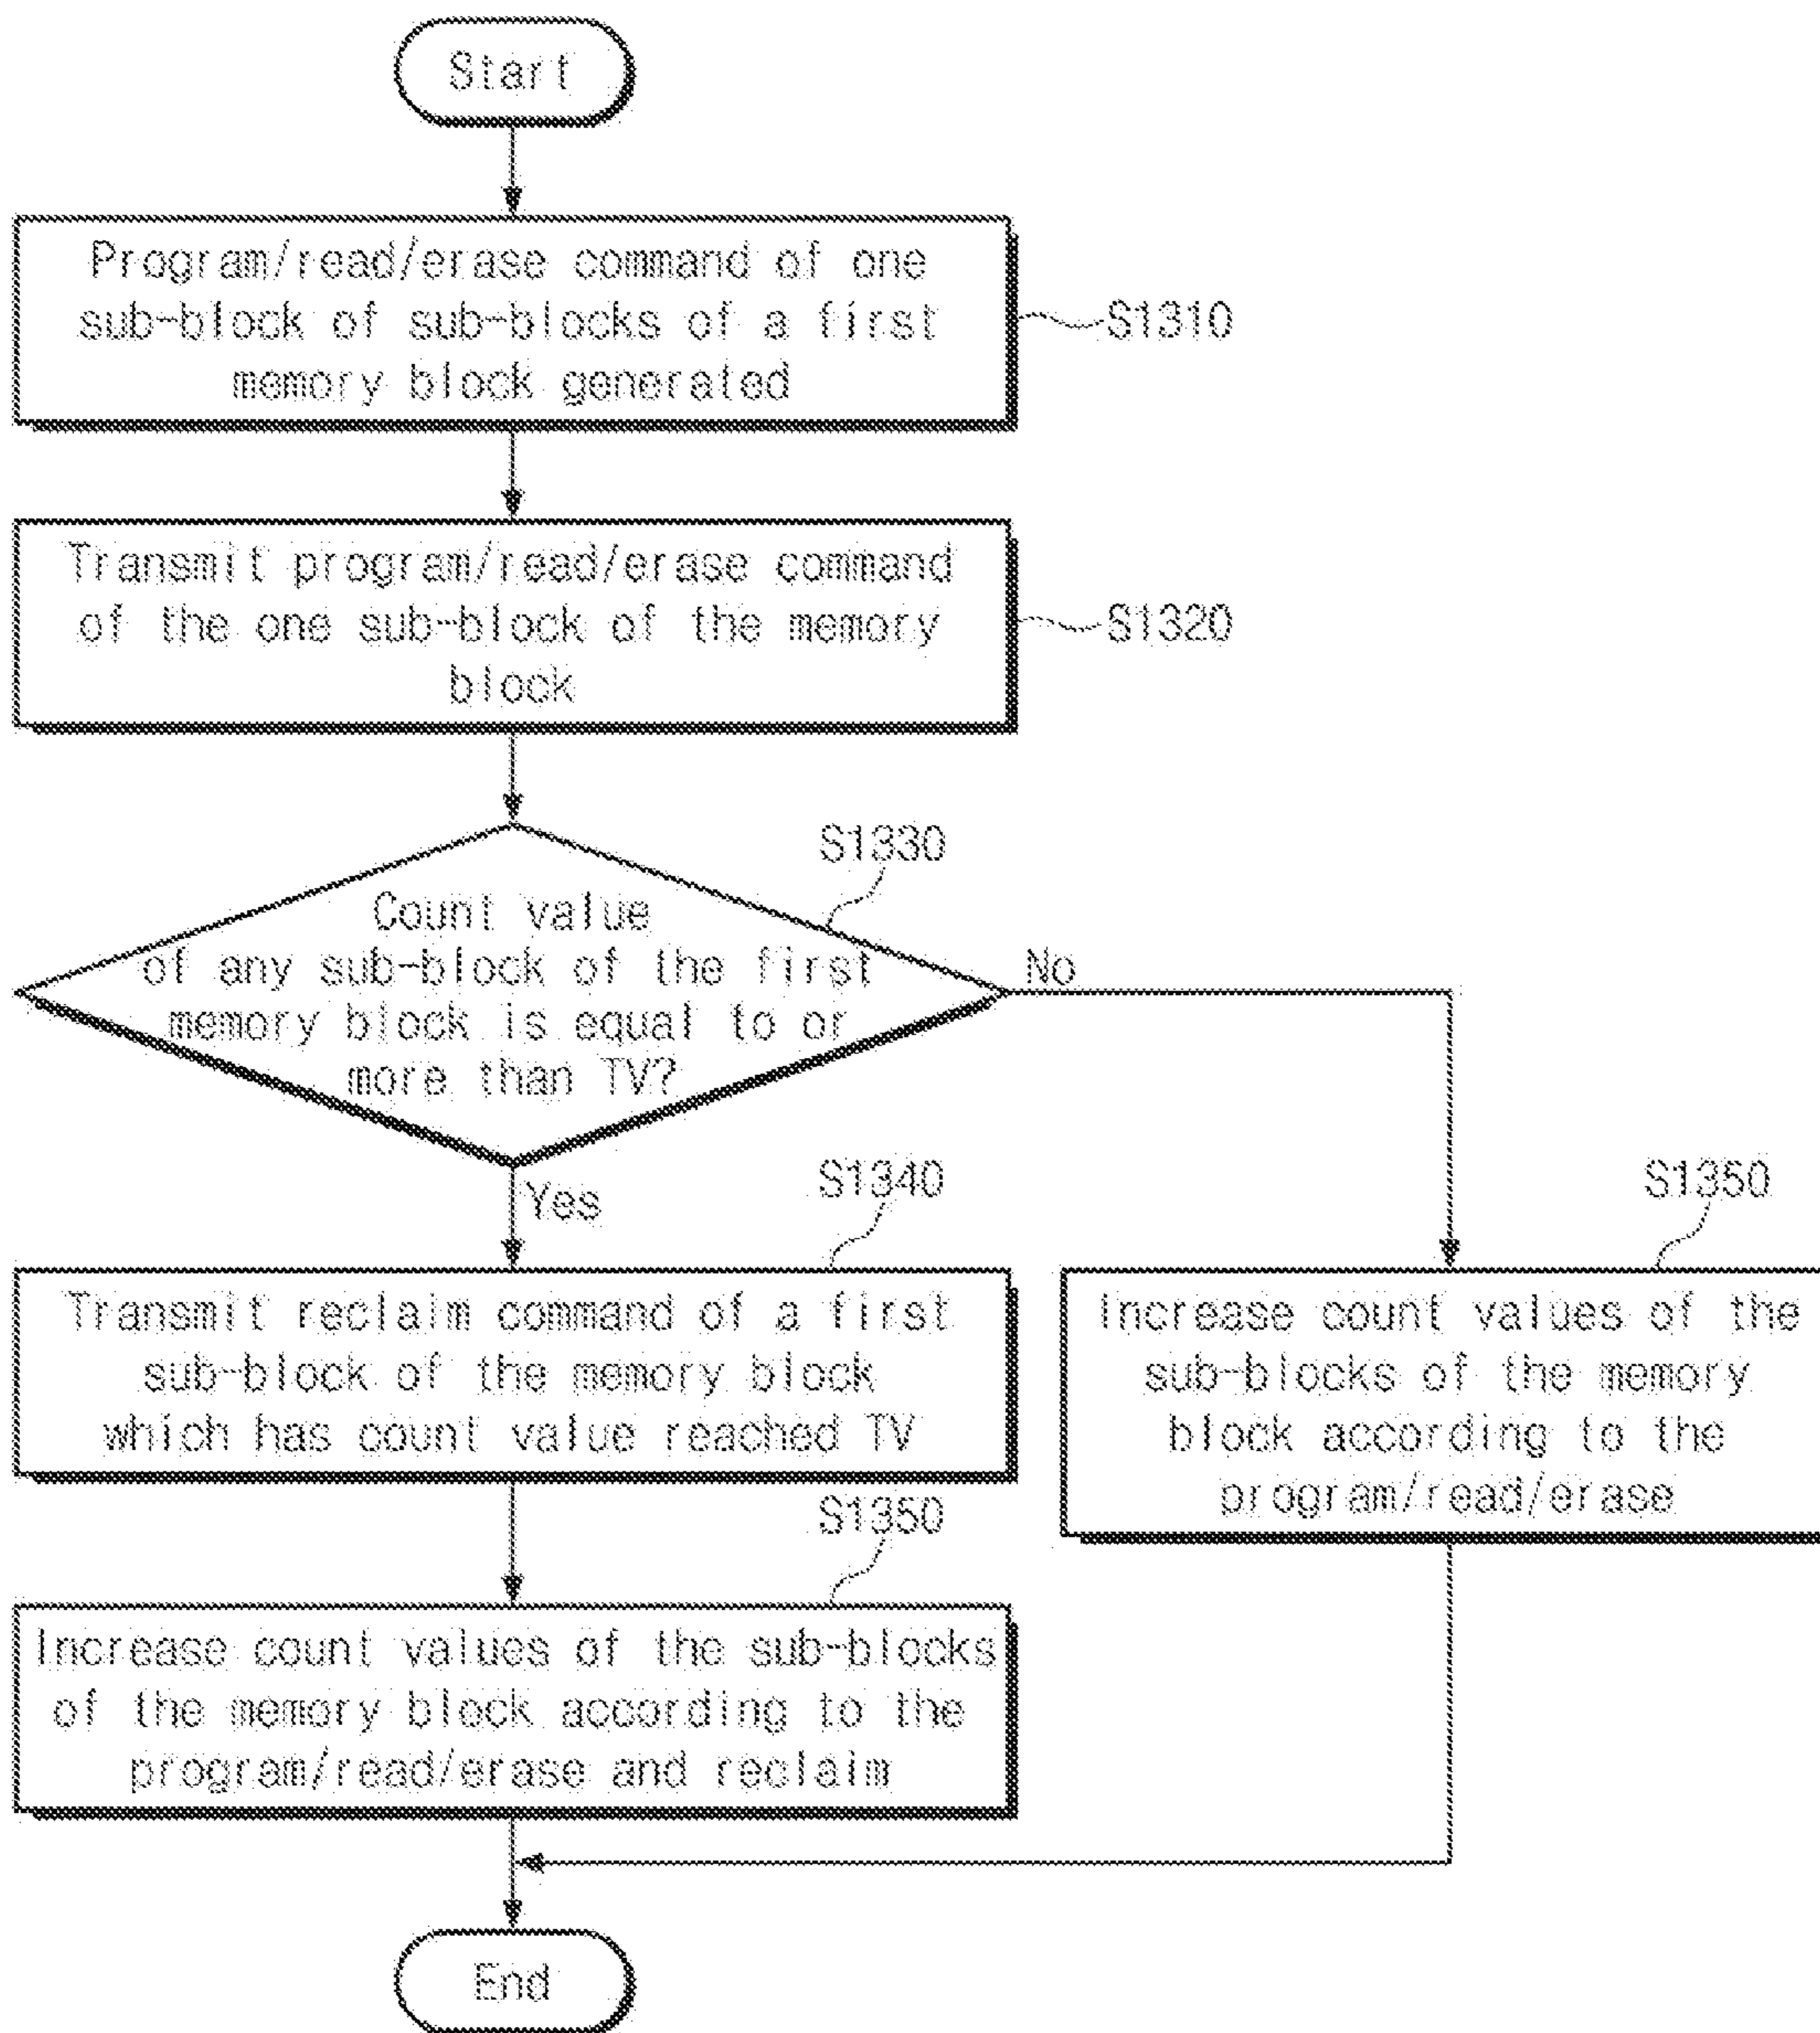 Start
Program/read/erase command of one
sub-block of sub-blocks of a first
memory block generated
S1310
Transmit program/read/erase command
of the one sub-block of the memory
block
S1320
S1330
Count value
of any sub-block of the first
memory block is equal to or
more than TV?
No
Yes
S1340
Transmit reclaim command of a first
sub-block of the memory block
which has count value reached TV
S1350
Increase count values of the
sub-blocks of the memory
block according to the
program/read/erase
S1350
Increase count values of the sub-blocks
of the memory block according to the
program/read/erase and reclaim
End